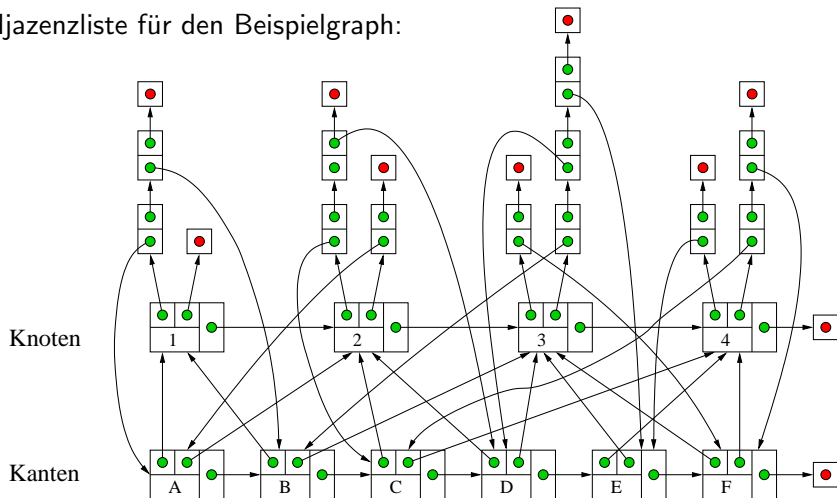 ljazenzliste für den Beispielgraph:
Knoten
1 2 3 4
Kanten
A B C D E F